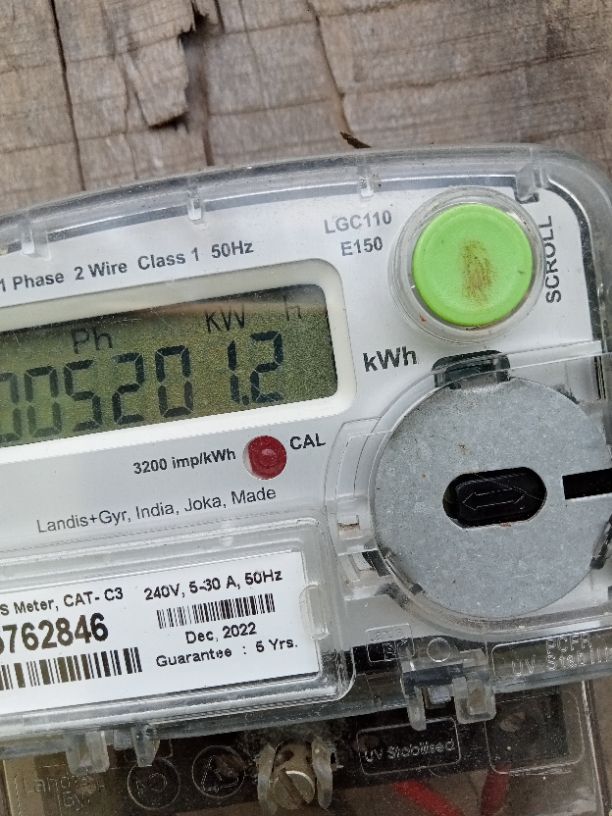 1 Phase 2 Wire Class 1 50Hz
LGC110
E150
SCROLL
Ph KW h
005201.2
kWh
3200 imp/kWh
CAL
Landis+Gyr, India, Joka, Made
S Meter, CAT- C3
240V, 5-30 A, 50Hz
762846
Dec, 2022
Guarantee : 5 Yrs.
UV
UV Stabilised